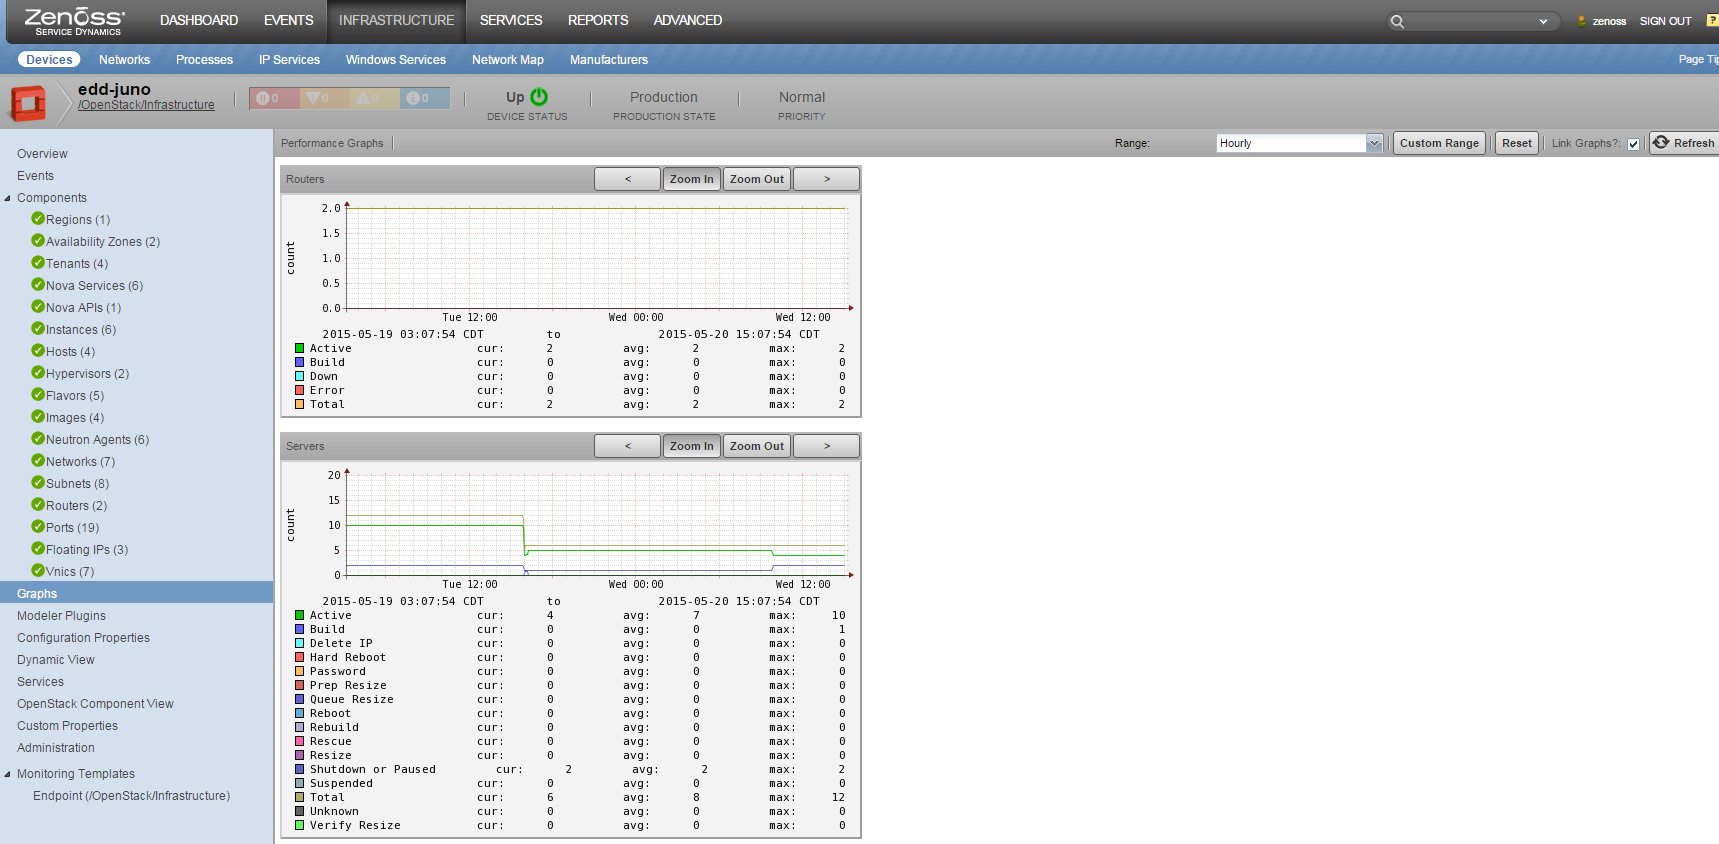 Zenoss
SERVICE DYNAMICS
DASHBOARD EVENTS INFRASTRUCTURE SERVICES REPORTS ADVANCED
zenoss SIGN OUT ?
Devices Networks Processes IP Services Windows Services Network Map Manufacturers
Page Ti
edd-juno
/OpenStack/Infrastructure
0 0 0 0
Up
DEVICE STATUS
Production
PRODUCTION STATE
Normal
PRIORITY
Overview
Events
Components
Regions (1)
Availability Zones (2)
Tenants (4)
Nova Services (6)
Nova APIs (1)
Instances (6)
Hosts (4)
Hypervisors (2)
Flavors (5)
Images (4)
Neutron Agents (6)
Networks (7)
Subnets (8)
Routers (2)
Ports (19)
Floating IPs (3)
Vnics (7)
Graphs
Modeler Plugins
Configuration Properties
Dynamic View
Services
OpenStack Component View
Custom Properties
Administration
Monitoring Templates
Endpoint (/OpenStack/Infrastructure)
Performance Graphs
Range: Hourly Custom Range Reset Link Graphs?: Refresh
Routers < Zoom In Zoom Out >
2.0
1.5
1.0
0.5
0.0
count
Tue 12:00 Wed 00:00 Wed 12:00
2015-05-19 03:07:54 CDT to 2015-05-20 15:07:54 CDT
Active cur: 2 avg: 2 max: 2
Build cur: 0 avg: 0 max: 0
Down cur: 0 avg: 0 max: 0
Error cur: 0 avg: 0 max: 0
Total cur: 2 avg: 2 max: 2
Servers < Zoom In Zoom Out >
20
15
10
5
0
count
Tue 12:00 Wed 00:00 Wed 12:00
2015-05-19 03:07:54 CDT to 2015-05-20 15:07:54 CDT
Active cur: 4 avg: 7 max: 10
Build cur: 0 avg: 0 max: 1
Delete IP cur: 0 avg: 0 max: 0
Hard Reboot cur: 0 avg: 0 max: 0
Password cur: 0 avg: 0 max: 0
Prep Resize cur: 0 avg: 0 max: 0
Queue Resize cur: 0 avg: 0 max: 0
Reboot cur: 0 avg: 0 max: 0
Rebuild cur: 0 avg: 0 max: 0
Rescue cur: 0 avg: 0 max: 0
Resize cur: 0 avg: 0 max: 0
Shutdown or Paused cur: 2 avg: 2 max: 2
Suspended cur: 0 avg: 0 max: 0
Total cur: 6 avg: 8 max: 12
Unknown cur: 0 avg: 0 max: 0
Verify Resize cur: 0 avg: 0 max: 0